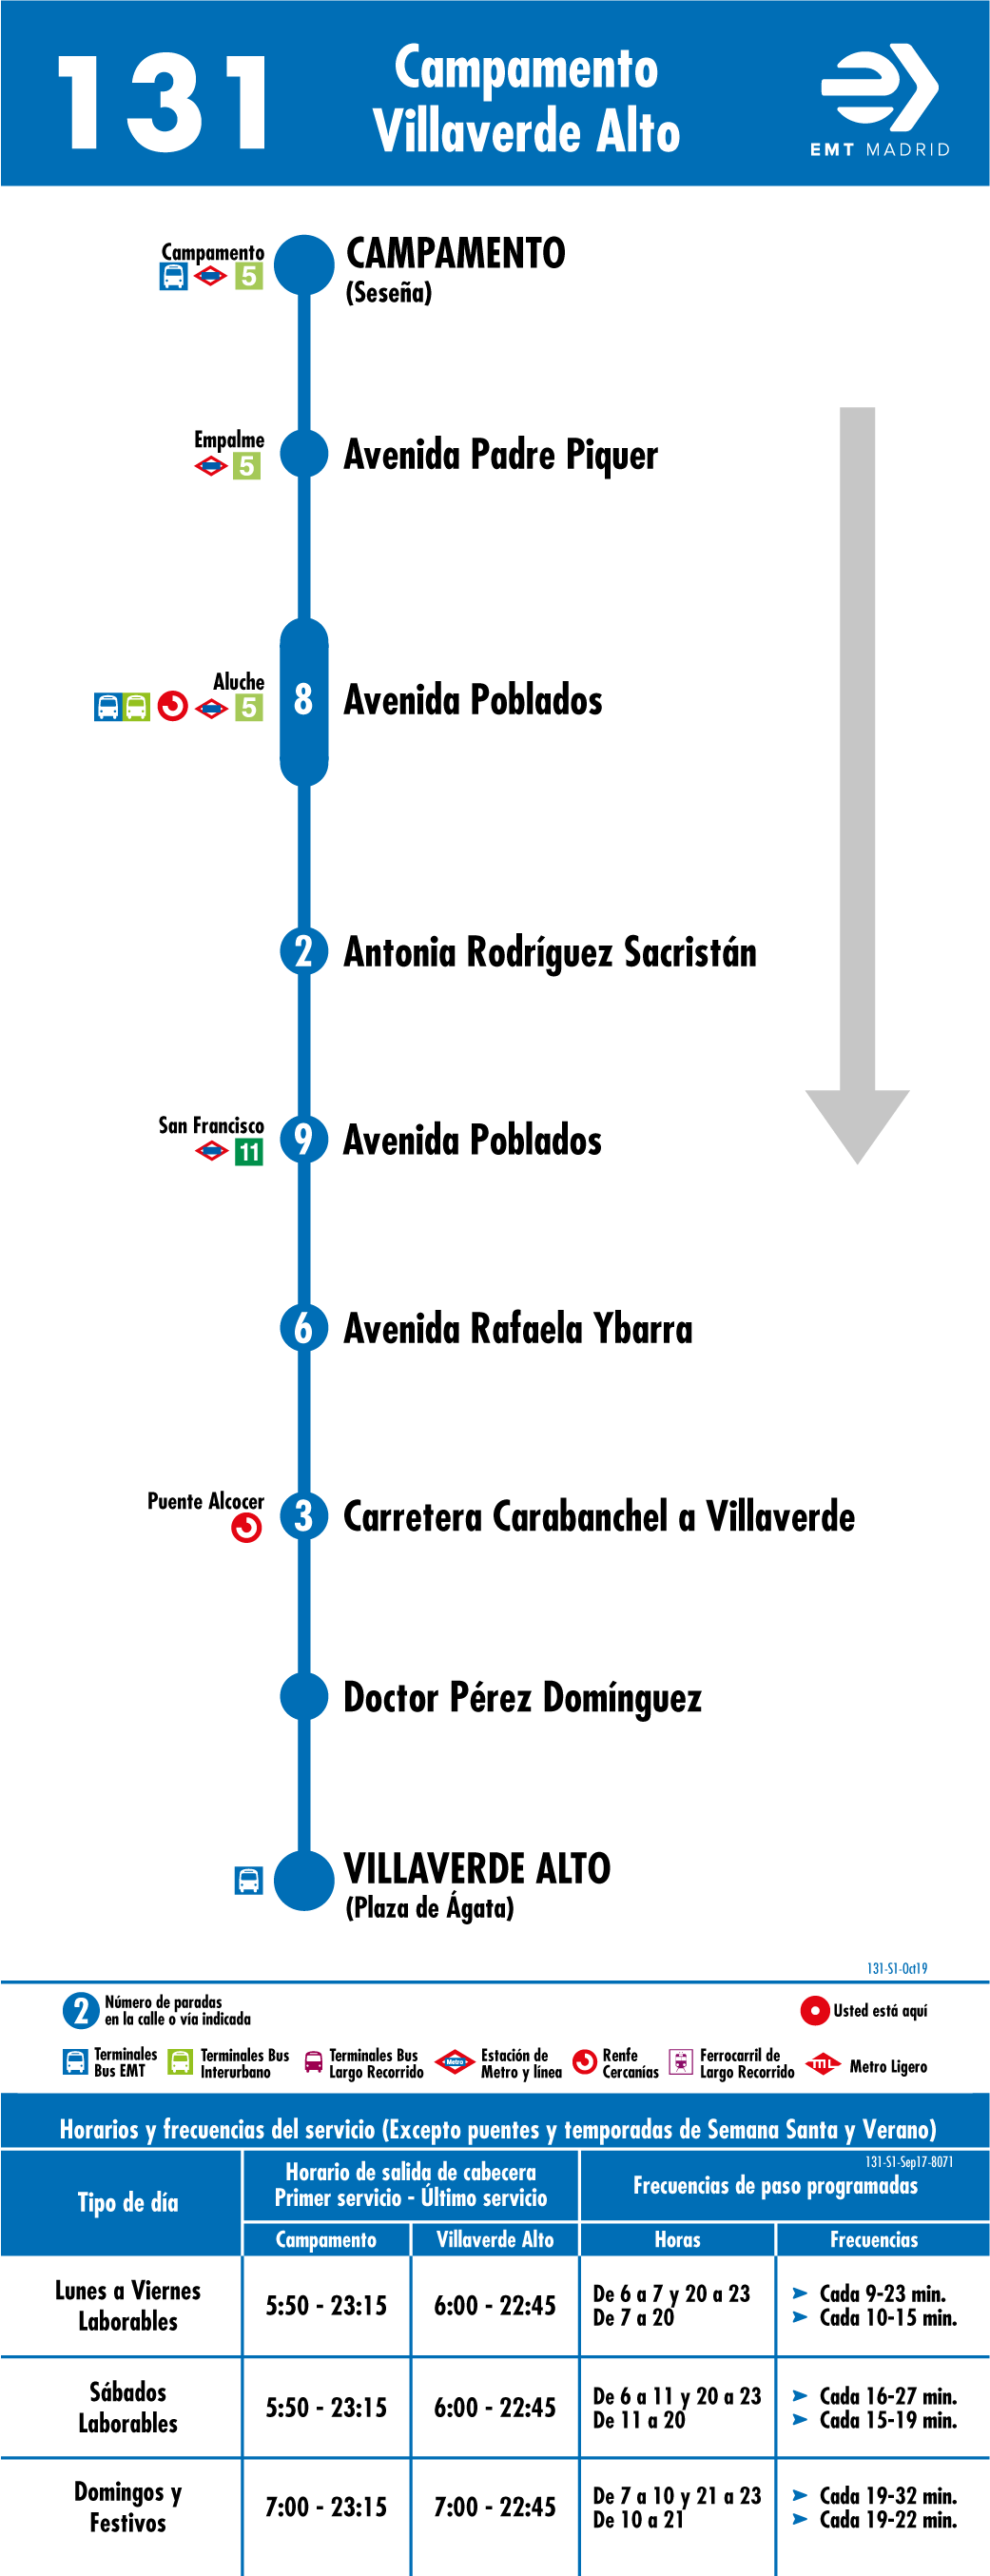 131
Campamento
Villaverde Alto
EMT MADRID
Campamento
5
CAMPAMENTO
(Seseña)
Empalme
5
Avenida Padre Piquer
Aluche
5
8
Avenida Poblados
2
Antonia Rodríguez Sacristán
San Francisco
11
9
Avenida Poblados
6
Avenida Rafaela Ybarra
Puente Alcocer
3
Carretera Carabanchel a Villaverde
Doctor Pérez Domínguez
VILLAVERDE ALTO
(Plaza de Ágata)
131-S1-Oct19
2
Número de paradas
en la calle o vía indicada
Usted está aquí
Terminales
Bus EMT
Terminales Bus
Interurbano
Terminales Bus
Largo Recorrido
Metro
Estación de
Metro y línea
Renfe
Cercanías
Ferrocarril de
Largo Recorrido
ML
Metro Ligero
Horarios y frecuencias del servicio (Excepto puentes y temporadas de Semana Santa y Verano)
131-S1-Sep17-8071
Tipo de día
Horario de salida de cabecera
Primer servicio - Último servicio
Frecuencias de paso programadas
Campamento
Villaverde Alto
Horas
Frecuencias
Lunes a Viernes
Laborables
5:50 - 23:15
6:00 - 22:45
De 6 a 7 y 20 a 23
Cada 9-23 min.
De 7 a 20
Cada 10-15 min.
Sábados
Laborables
5:50 - 23:15
6:00 - 22:45
De 6 a 11 y 20 a 23
Cada 16-27 min.
De 11 a 20
Cada 15-19 min.
Domingos y
Festivos
7:00 - 23:15
7:00 - 22:45
De 7 a 10 y 21 a 23
Cada 19-32 min.
De 10 a 21
Cada 19-22 min.